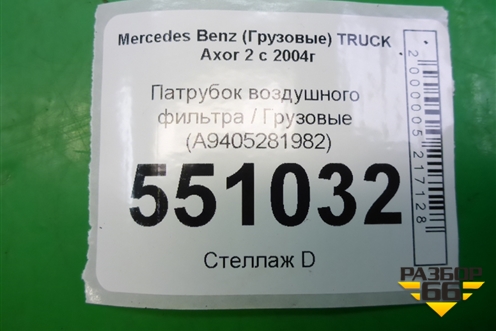 Mercedes Benz (Грузовые) TRUCK
Axor 2 с 2004г
Патрубок воздушного
фильтра / Грузовые
(A9405281982)
551032
Стеллаж D
2000005217128
РАЗБОР
66